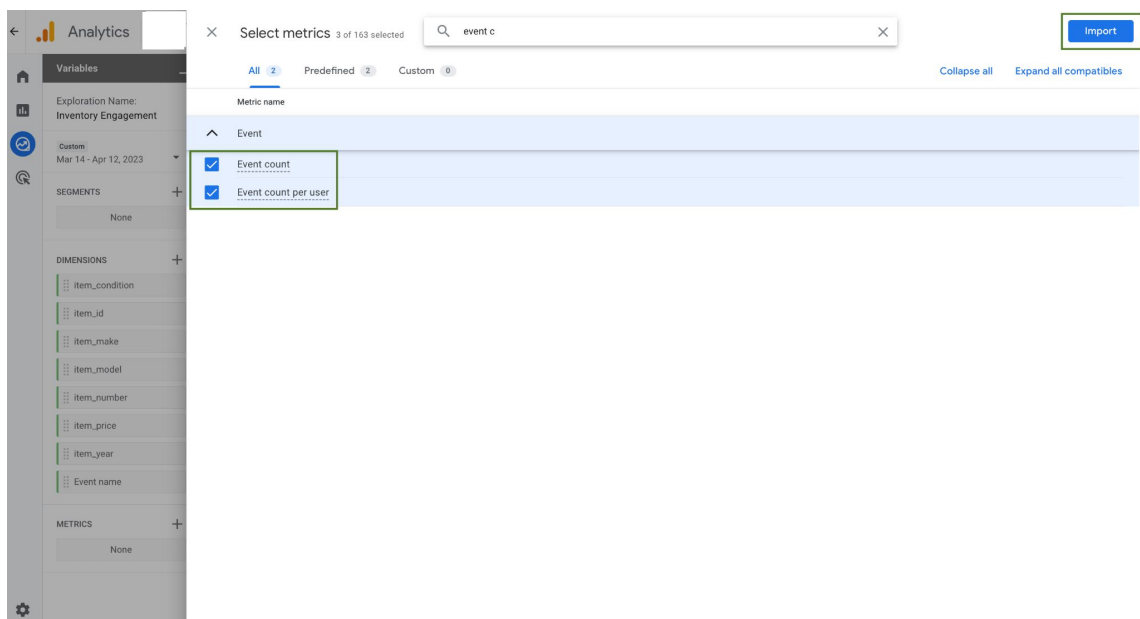 Analytics
Variables
Exploration Name:
Inventory Engagement
Custom
Mar 14 - Apr 12, 2023
SEGMENTS
None
DIMENSIONS
item_condition
item_id
item_make
item_model
item_number
item_price
item_year
Event name
METRICS
None
Select metrics 3 of 163 selected
event c
Import
All 2 Predefined 2 Custom 0
Collapse all Expand all compatibles
Metric name
Event
Event count
Event count per user